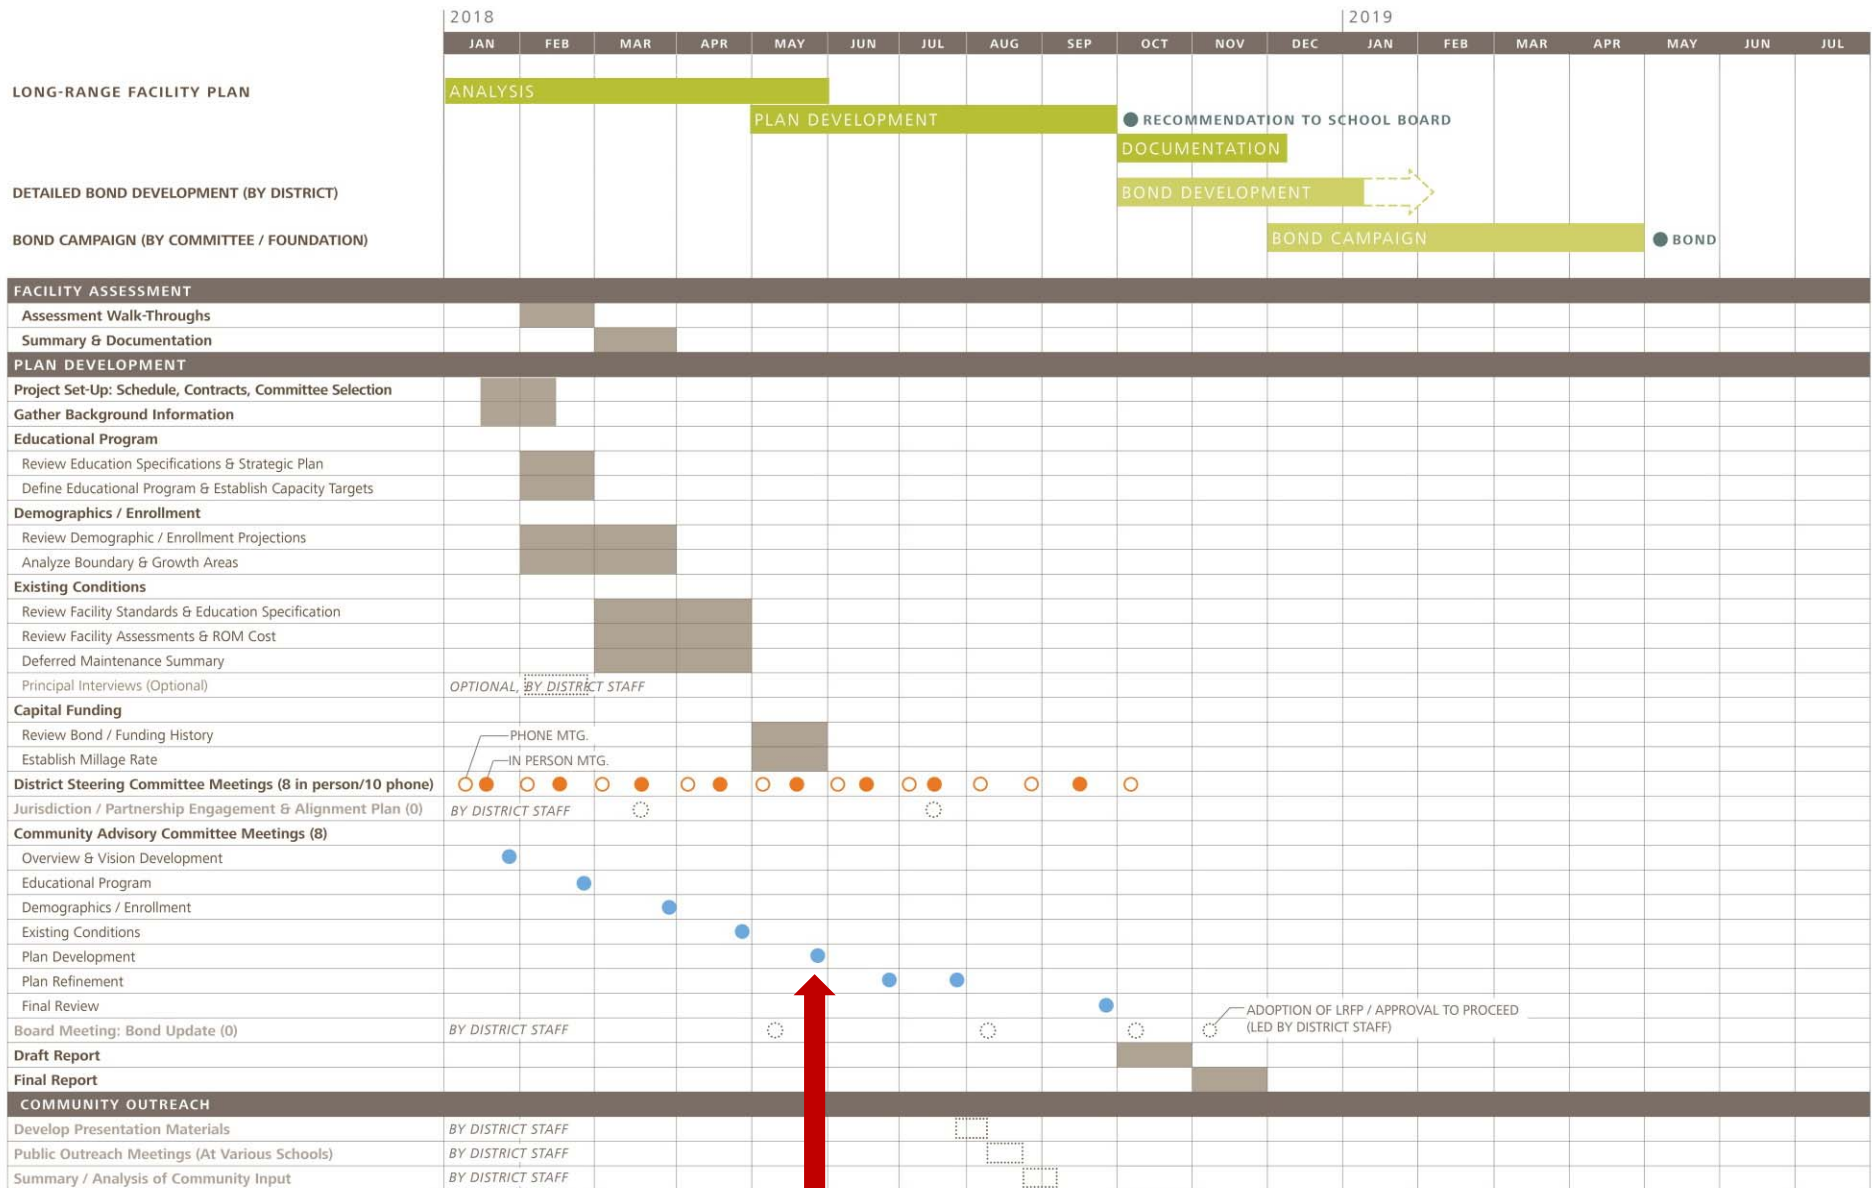 2018
2019
JAN FEB MAR APR MAY JUN JUL AUG SEP OCT NOV DEC JAN FEB MAR APR MAY JUN JUL
LONG-RANGE FACILITY PLAN
ANALYSIS
PLAN DEVELOPMENT
RECOMMENDATION TO SCHOOL BOARD
DOCUMENTATION
DETAILED BOND DEVELOPMENT (BY DISTRICT)
BOND DEVELOPMENT
BOND CAMPAIGN (BY COMMITTEE / FOUNDATION)
BOND CAMPAIGN
BOND
FACILITY ASSESSMENT
Assessment Walk-Throughs
Summary & Documentation
PLAN DEVELOPMENT
Project Set-Up: Schedule, Contracts, Committee Selection
Gather Background Information
Educational Program
Review Education Specifications & Strategic Plan
Define Educational Program & Establish Capacity Targets
Demographics / Enrollment
Review Demographic / Enrollment Projections
Analyze Boundary & Growth Areas
Existing Conditions
Review Facility Standards & Education Specification
Review Facility Assessments & ROM Cost
Deferred Maintenance Summary
Principal Interviews (Optional)
OPTIONAL, BY DISTRICT STAFF
Capital Funding
Review Bond / Funding History
PHONE MTG.
Establish Millage Rate
IN PERSON MTG.
District Steering Committee Meetings (8 in person/10 phone)
Jurisdiction / Partnership Engagement & Alignment Plan (0)
BY DISTRICT STAFF
Community Advisory Committee Meetings (8)
Overview & Vision Development
Educational Program
Demographics / Enrollment
Existing Conditions
Plan Development
Plan Refinement
Final Review
ADOPTION OF LRFP / APPROVAL TO PROCEED
(LED BY DISTRICT STAFF)
Board Meeting: Bond Update (0)
BY DISTRICT STAFF
Draft Report
Final Report
COMMUNITY OUTREACH
Develop Presentation Materials
BY DISTRICT STAFF
Public Outreach Meetings (At Various Schools)
BY DISTRICT STAFF
Summary / Analysis of Community Input
BY DISTRICT STAFF